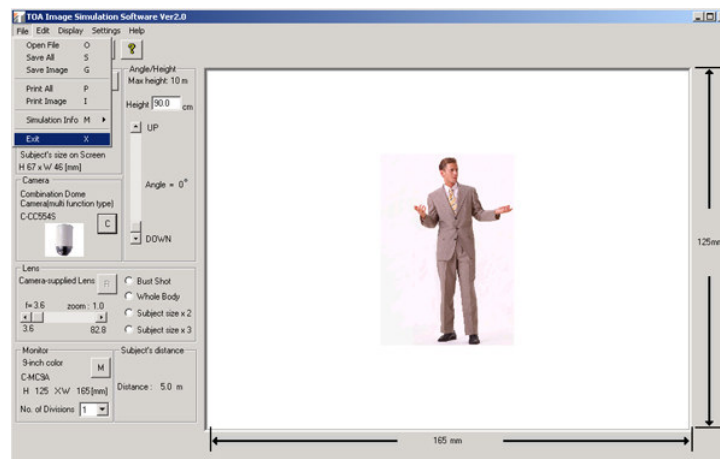 TOA Image Simulation Software Ver2.0
File Edit Display Settings Help
Open File O
Save All S
Save Image G
Print All P
Print Image I
Simulation Info M
Exit X
?
Angle/Height
Max height: 10 m
Height 90.0 cm
UP
Angle = 0°
DOWN
Subject's size on Screen
H 67 x W 46 [mm]
Camera
Combination Dome
Camera(multi function type)
C-CC554S
C
Lens
Camera-supplied Lens R
f= 3.6 zoom : 1.0
3.6 82.8
Bust Shot
Whole Body
Subject size x 2
Subject size x 3
Monitor
9-inch color
C-MC9A
M
H 125 X W 165[mm]
No. of Divisions 1
Subject's distance
Distance : 5.0 m
125mm
165 mm